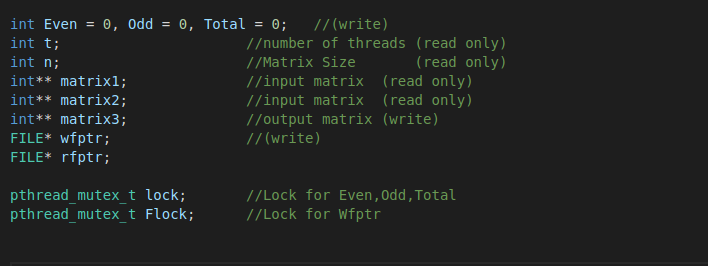 int Even = 0, Odd = 0, Total = 0;   //(write)
int t;                      //number of threads (read only)
int n;                      //Matrix Size       (read only)
int** matrix1;              //input matrix  (read only)
int** matrix2;              //input matrix  (read only)
int** matrix3;              //output matrix (write)
FILE* wfptr;                //(write)
FILE* rfptr;
pthread_mutex_t lock;       //Lock for Even,Odd,Total
pthread_mutex_t Flock;      //Lock for Wfptr